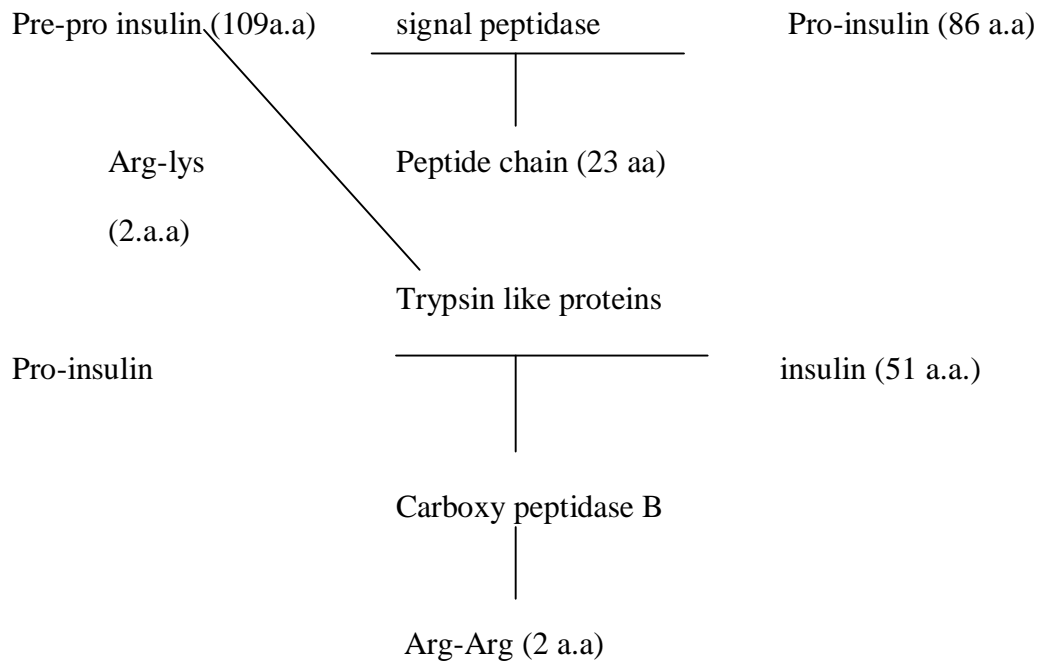 Pre-pro insulin (109a.a) signal peptidase Pro-insulin (86 a.a)
Arg-lys Peptide chain (23 aa)
(2.a.a)
Trypsin like proteins
Pro-insulin insulin (51 a.a.)
Carboxy peptidase B
Arg-Arg (2 a.a)